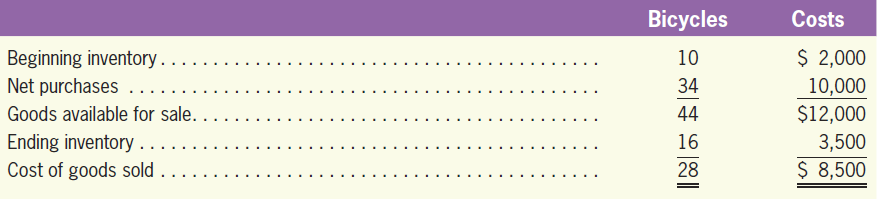 Bicycles Costs
Beginning inventory . . . . . . . . . . . . . . . . . . . . . . . . . . . . . . . . . . . . . . . . . . . . 10 $ 2,000
Net purchases . . . . . . . . . . . . . . . . . . . . . . . . . . . . . . . . . . . . . . . . . . . . . . . 34 10,000
Goods available for sale. . . . . . . . . . . . . . . . . . . . . . . . . . . . . . . . . . . . . . . . 44 $12,000
Ending inventory . . . . . . . . . . . . . . . . . . . . . . . . . . . . . . . . . . . . . . . . . . . . . . 16 3,500
Cost of goods sold . . . . . . . . . . . . . . . . . . . . . . . . . . . . . . . . . . . . . . . . . . . . 28 $ 8,500